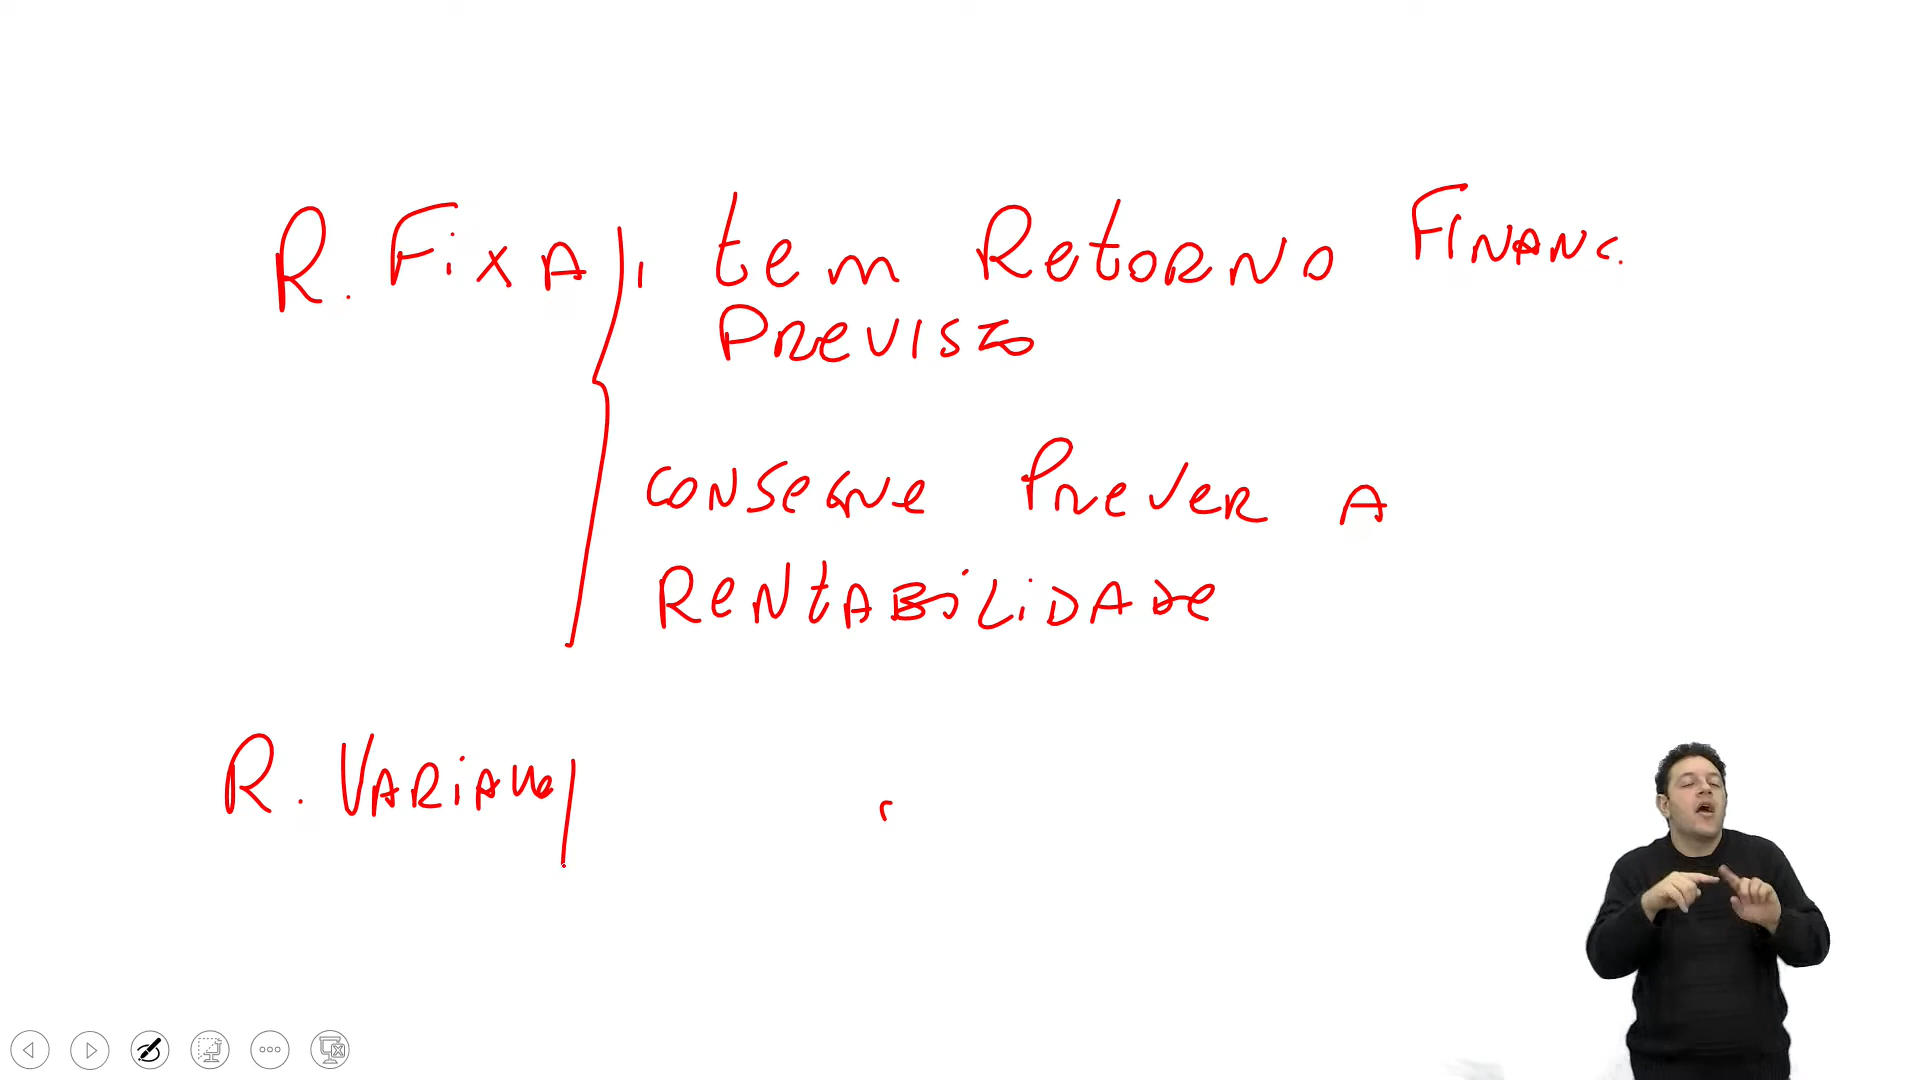 R. Fixa, tem Retorno Financ.
Previsto
consegue Prever a
Rentabilidade
R. Variavel